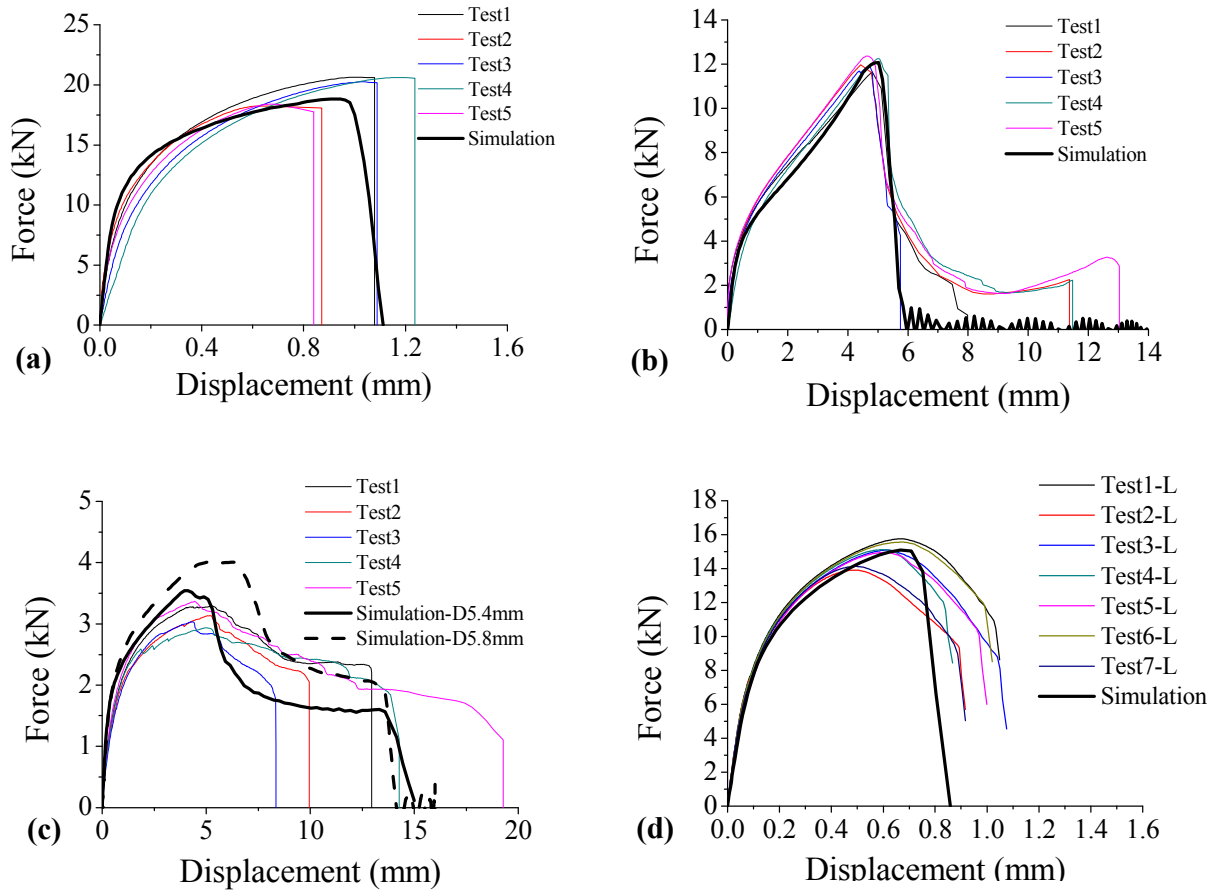 Test1
Test2
Test3
Test4
Test5
Simulation
25
20
15
10
5
0
0.0 0.4 0.8 1.2 1.6
Force (kN)
Displacement (mm)
(a)
Test1
Test2
Test3
Test4
Test5
Simulation
14
12
10
8
6
4
2
0
0 2 4 6 8 10 12 14
Force (kN)
Displacement (mm)
(b)
Test1
Test2
Test3
Test4
Test5
Simulation-D5.4mm
Simulation-D5.8mm
5
4
3
2
1
0
0 5 10 15 20
Force (kN)
Displacement (mm)
(c)
Test1-L
Test2-L
Test3-L
Test4-L
Test5-L
Test6-L
Test7-L
Simulation
18
16
14
12
10
8
6
4
2
0
0.0 0.2 0.4 0.6 0.8 1.0 1.2 1.4 1.6
Force (kN)
Displacement (mm)
(d)